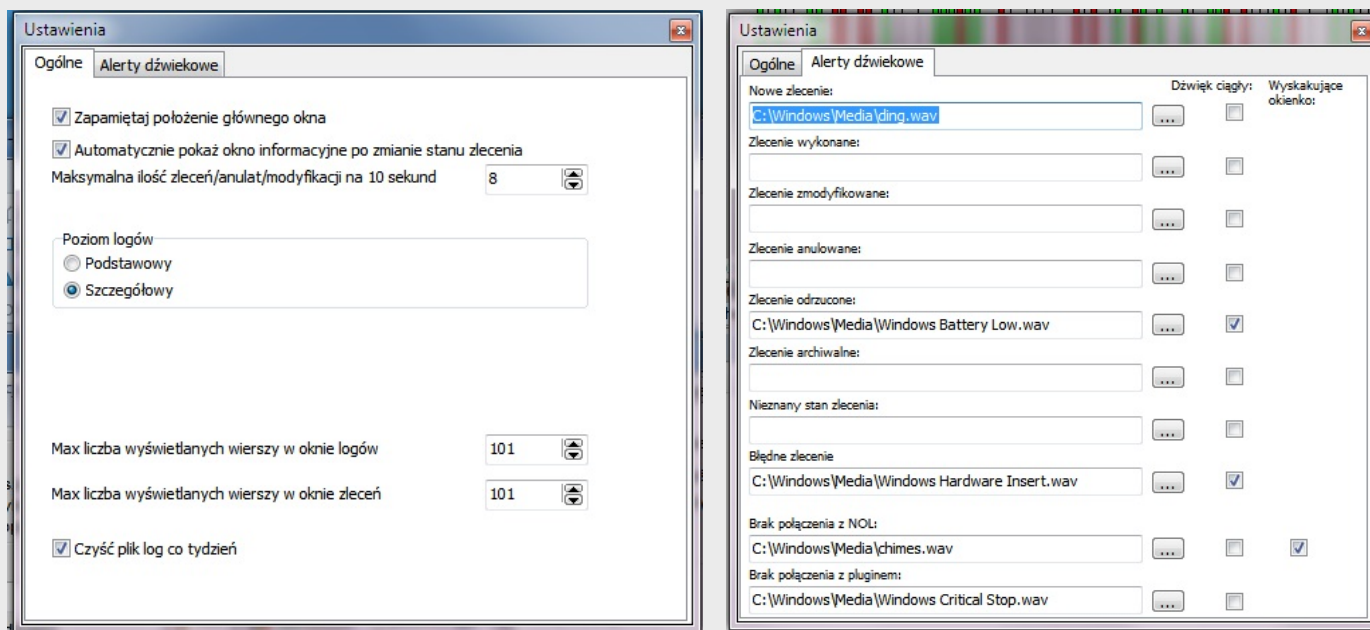 Ustawienia
Ogólne
Alerty dźwiekowe
Zapamiętaj położenie głównego okna
Automatycznie pokaż okno informacyjne po zmianie stanu zlecenia
Maksymalna ilość zleceń/anulat/modyfikacji na 10 sekund
8
Poziom logów
Podstawowy
Szczegółowy
Max liczba wyświetlanych wierszy w oknie logów
101
Max liczba wyświetlanych wierszy w oknie zleceń
101
Czyść plik log co tydzień
Ustawienia
Ogólne
Alerty dźwiekowe
Dźwięk ciągły:
Wyskakujące
okienko:
Nowe zlecenie:
C:\Windows\Media\ding.wav
...
Zlecenie wykonane:
...
Zlecenie zmodyfikowane:
...
Zlecenie anulowane:
...
Zlecenie odrzucone:
C:\Windows\Media\Windows Battery Low.wav
...
Zlecenie archiwalne:
...
Nieznany stan zlecenia:
...
Błędne zlecenie
C:\Windows\Media\Windows Hardware Insert.wav
...
Brak połączenia z NOL:
C:\Windows\Media\chimes.wav
...
Brak połączenia z pluginem:
C:\Windows\Media\Windows Critical Stop.wav
...